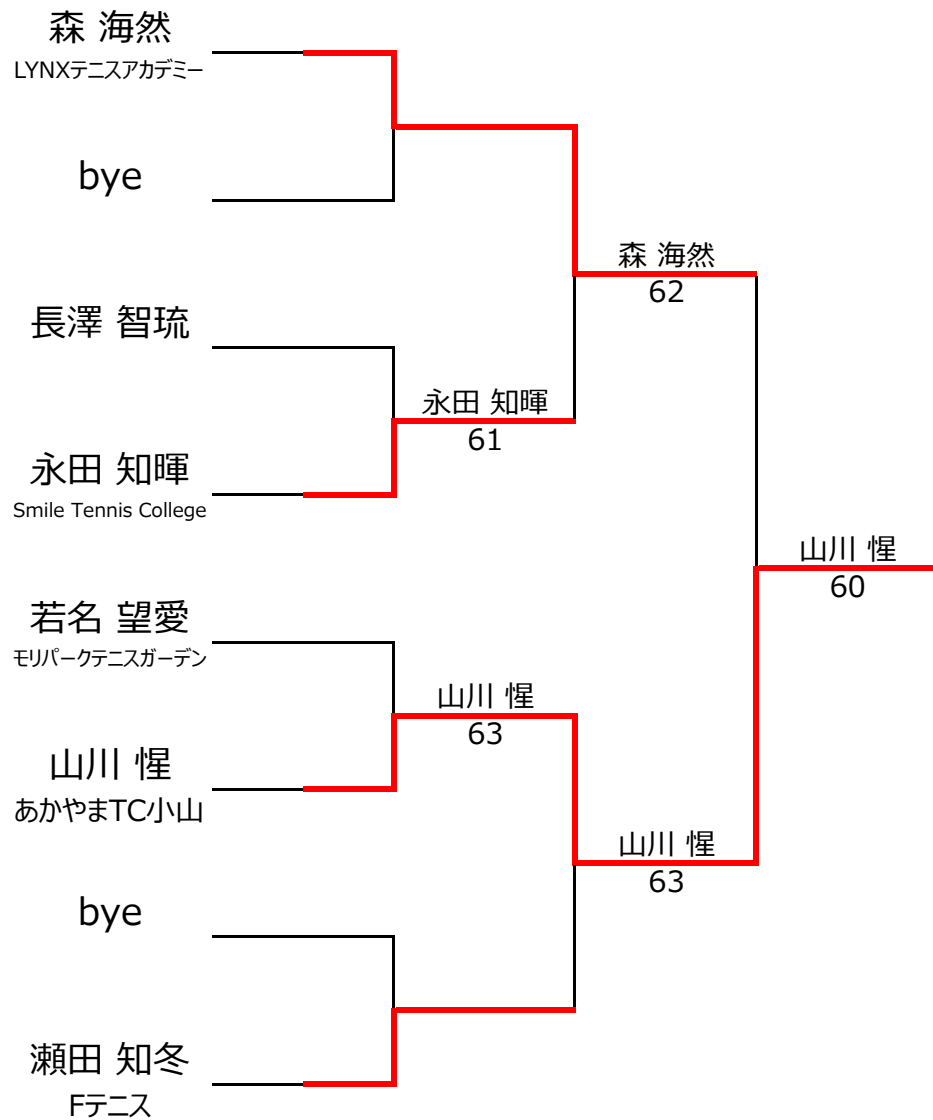 森 海然
LYNXテニスアカデミー
bye
森 海然
62
長澤 智琉
永田 知暉
61
永田 知暉
Smile Tennis College
山川 惺
60
若名 望愛
モリパークテニスガーデン
山川 惺
63
山川 惺
あかやまTC小山
山川 惺
63
bye
瀬田 知冬
Fテニス